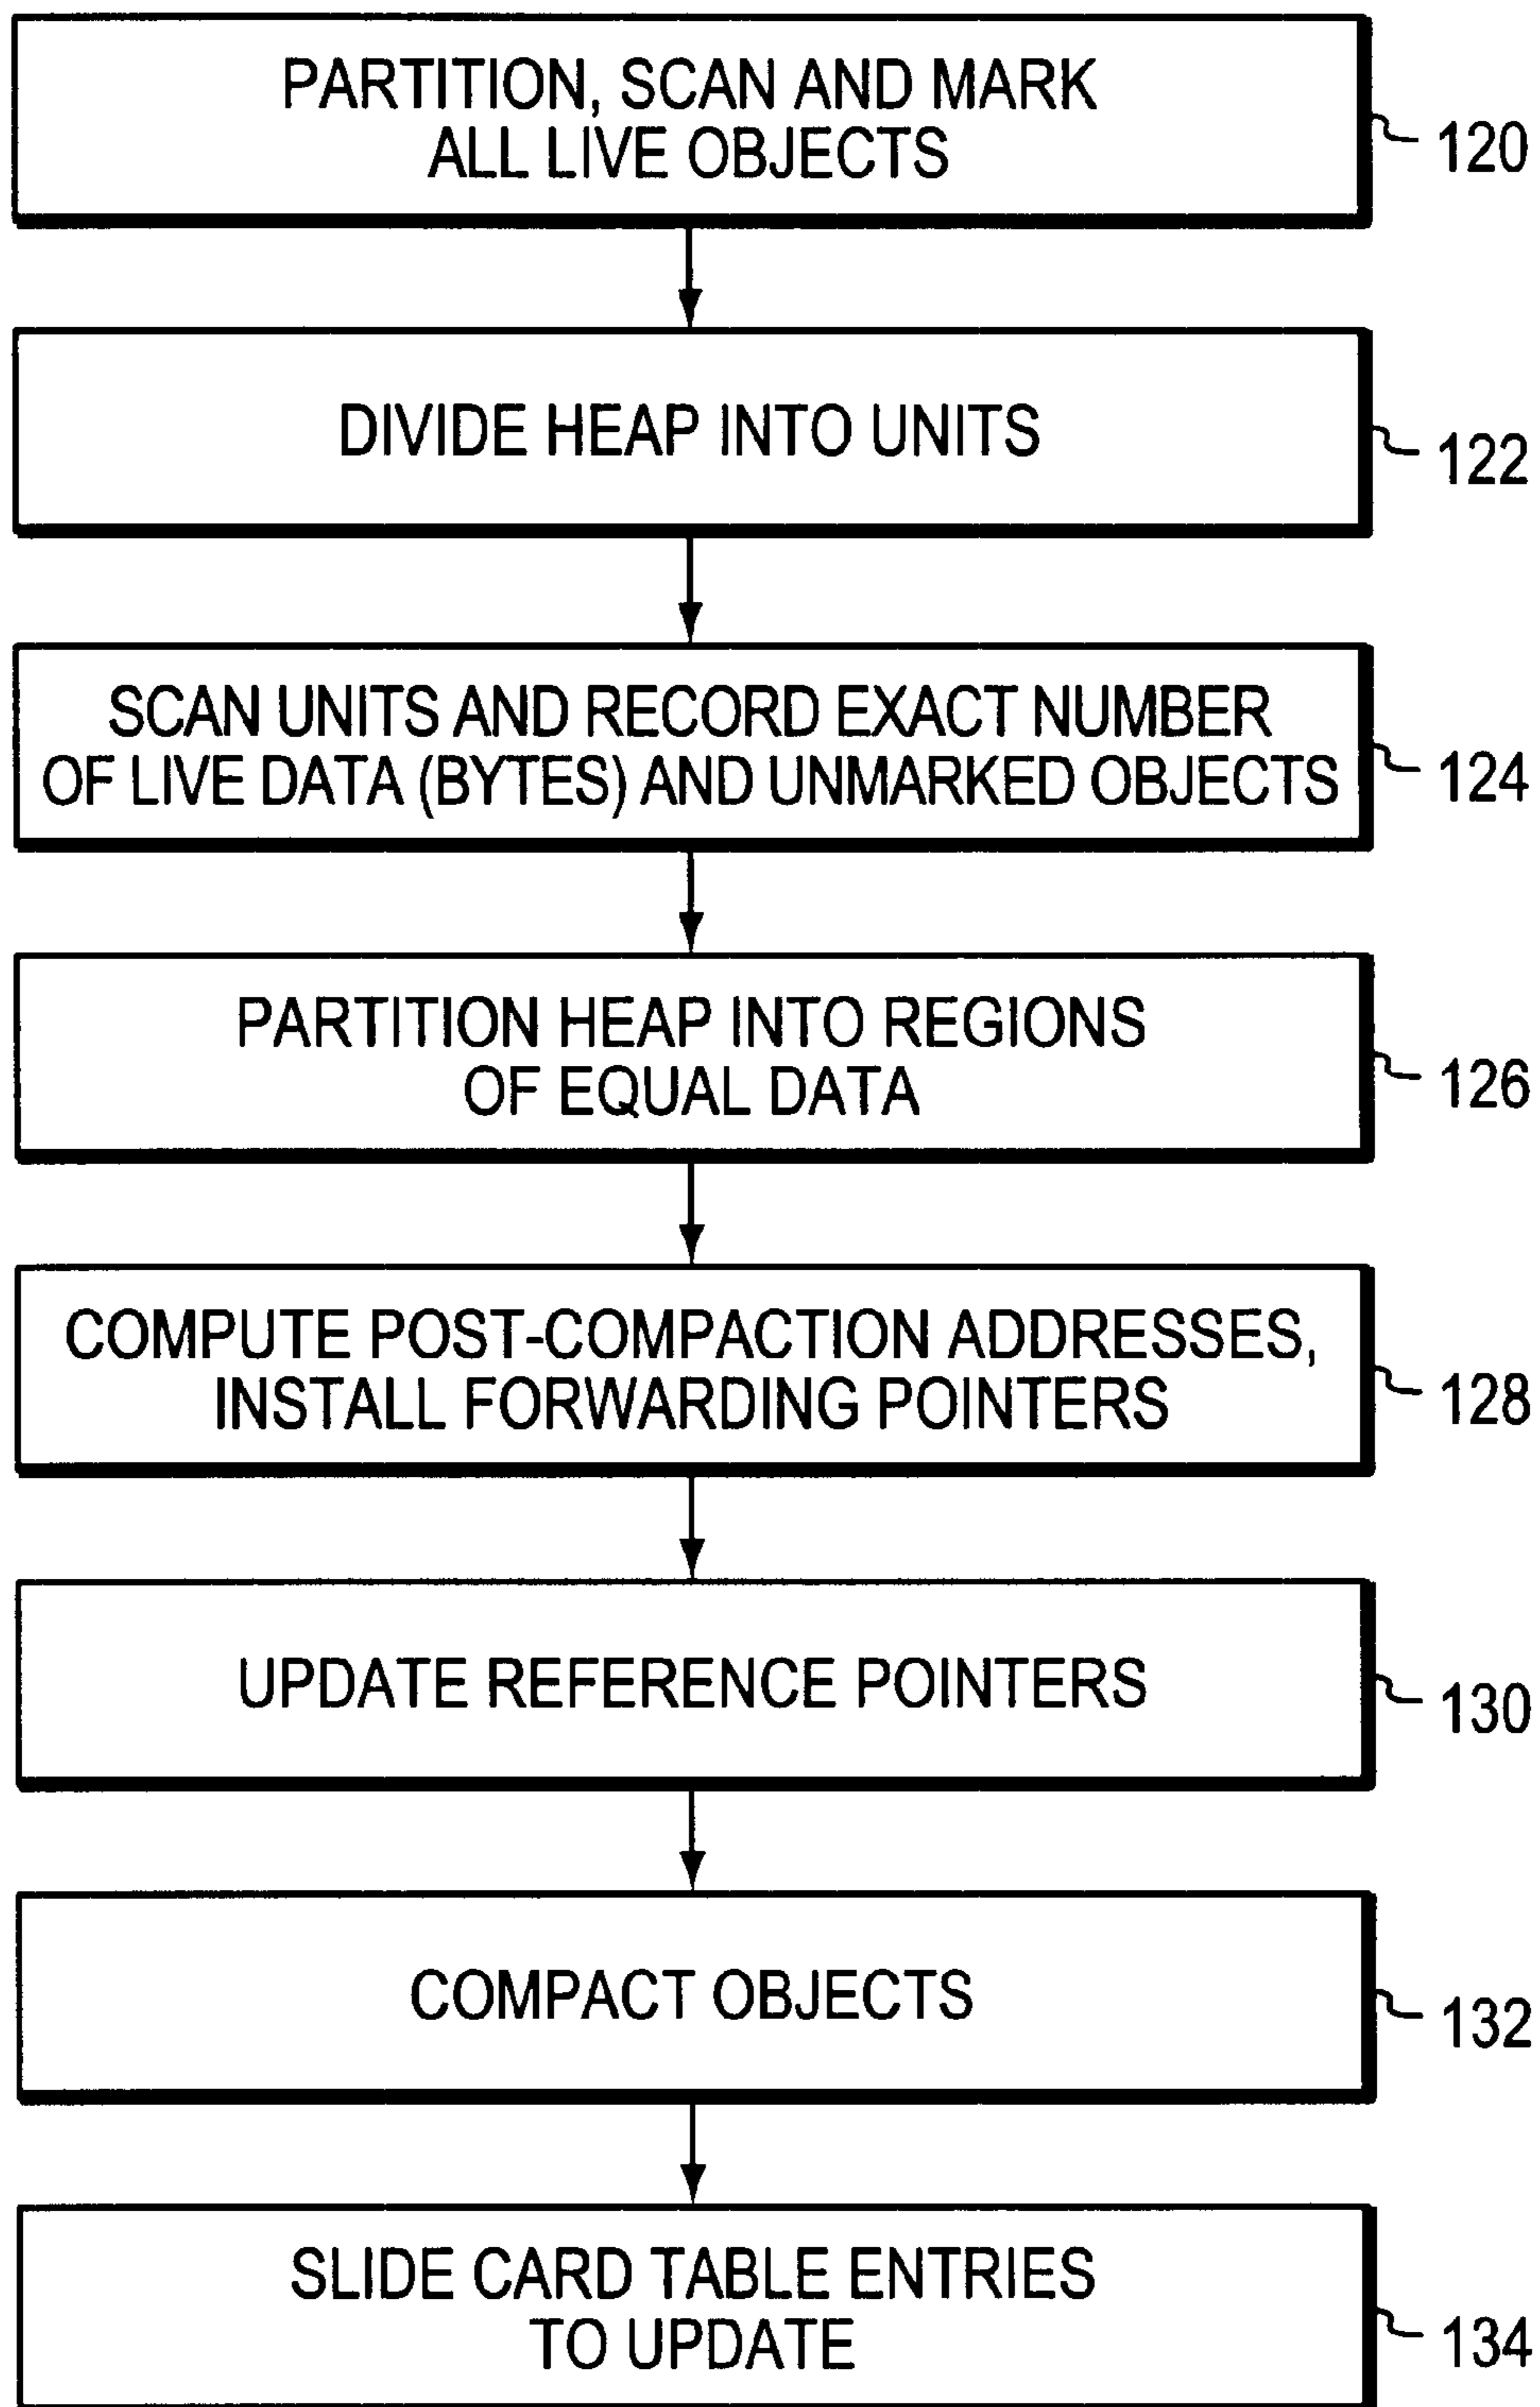 PARTITION, SCAN AND MARK
ALL LIVE OBJECTS
120
DIVIDE HEAP INTO UNITS
122
SCAN UNITS AND RECORD EXACT NUMBER
OF LIVE DATA (BYTES) AND UNMARKED OBJECTS
124
PARTITION HEAP INTO REGIONS
OF EQUAL DATA
126
COMPUTE POST-COMPACTION ADDRESSES,
INSTALL FORWARDING POINTERS
128
UPDATE REFERENCE POINTERS
130
COMPACT OBJECTS
132
SLIDE CARD TABLE ENTRIES
TO UPDATE
134